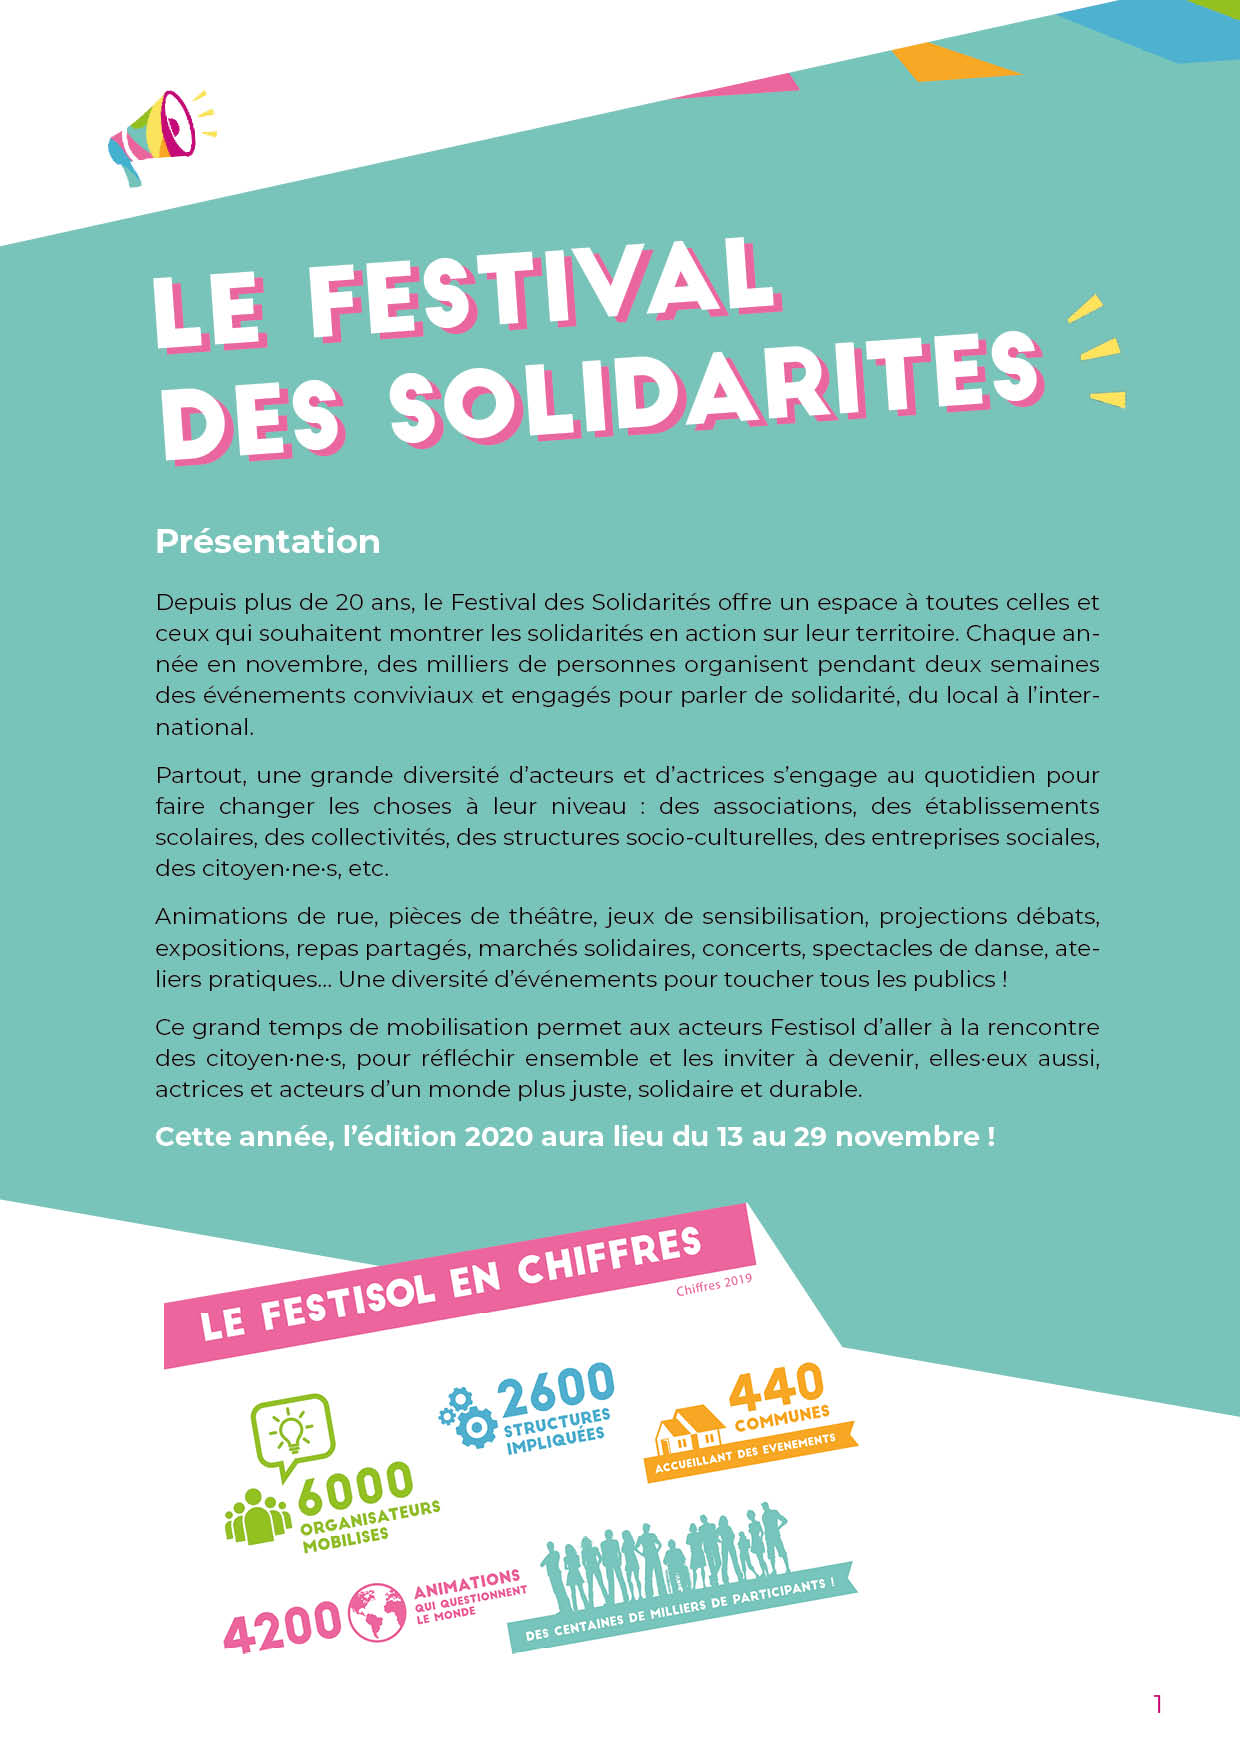 LE FESTIVAL
DES SOLIDARITES
Présentation
Depuis plus de 20 ans, le Festival des Solidarités offre un espace à toutes celles et
ceux qui souhaitent montrer les solidarités en action sur leur territoire. Chaque an-
née en novembre, des milliers de personnes organisent pendant deux semaines
des événements conviviaux et engagés pour parler de solidarité, du local à l’inter-
national.
Partout, une grande diversité d’acteurs et d’actrices s’engage au quotidien pour
faire changer les choses à leur niveau : des associations, des établissements
scolaires, des collectivités, des structures socio-culturelles, des entreprises sociales,
des citoyen·ne·s, etc.
Animations de rue, pièces de théâtre, jeux de sensibilisation, projections débats,
expositions, repas partagés, marchés solidaires, concerts, spectacles de danse, ate-
liers pratiques... Une diversité d’événements pour toucher tous les publics !
Ce grand temps de mobilisation permet aux acteurs Festisol d’aller à la rencontre
des citoyen·ne·s, pour réfléchir ensemble et les inviter à devenir, elles·eux aussi,
actrices et acteurs d’un monde plus juste, solidaire et durable.
Cette année, l’édition 2020 aura lieu du 13 au 29 novembre !
LE FESTISOL EN CHIFFRES
Chiffres 2019
6000
ORGANISATEURS
MOBILISES
2600
STRUCTURES
IMPLIQUÉES
440
COMMUNES
ACCUEILLANT DES EVENEMENTS
4200
ANIMATIONS
QUI QUESTIONNENT
LE MONDE
DES CENTAINES DE MILLIERS DE PARTICIPANTS !
1